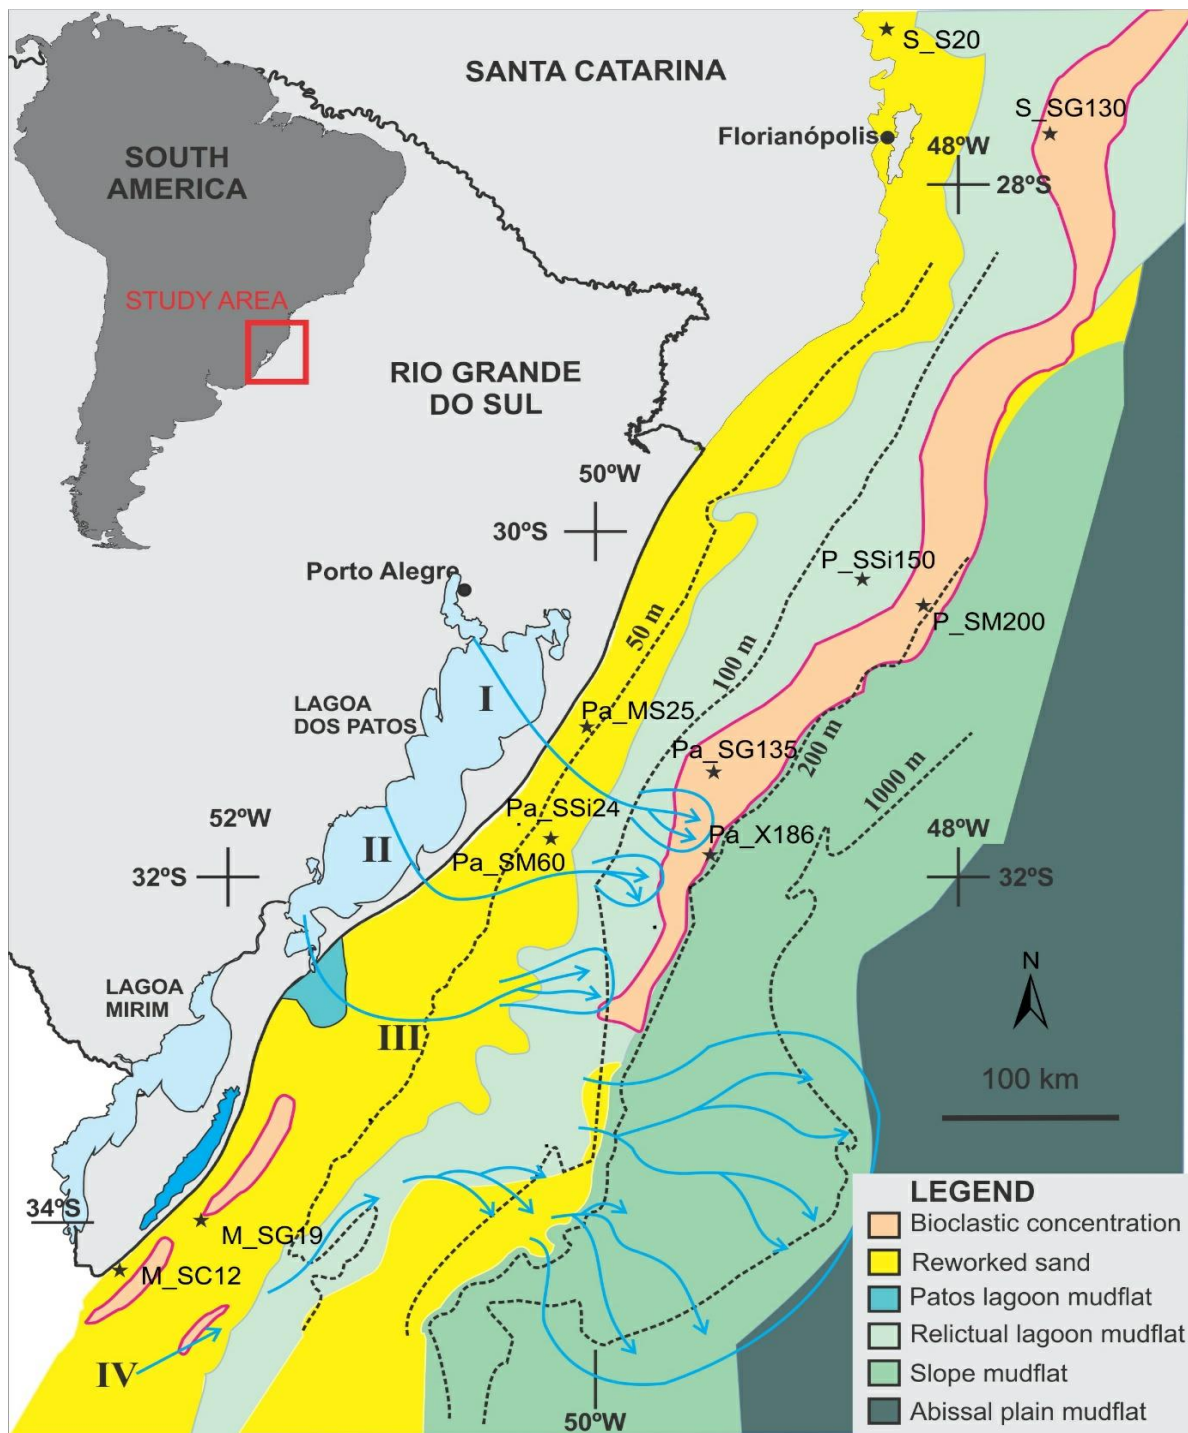 S_S20
SANTA CATARINA
S_SG130
Florianópolis
48ºW
28ºS
SOUTH
AMERICA
STUDY AREA
RIO GRANDE
DO SUL
50ºW
30ºS
P_SSi150
Porto Alegre
P_SM200
50 m
100 m
I
LAGOA
DOS PATOS
Pa_MS25
Pa_SG135
200 m
1000 m
Pa_SSi24
52ºW
48ºW
II
Pa_SM60
Pa_X186
32ºS
32ºS
N
LAGOA
MIRIM
III
100 km
34ºS
M_SG19
M_SC12
IV
50ºW
LEGEND
Bioclastic concentration
Reworked sand
Patos lagoon mudflat
Relictual lagoon mudflat
Slope mudflat
Abissal plain mudflat